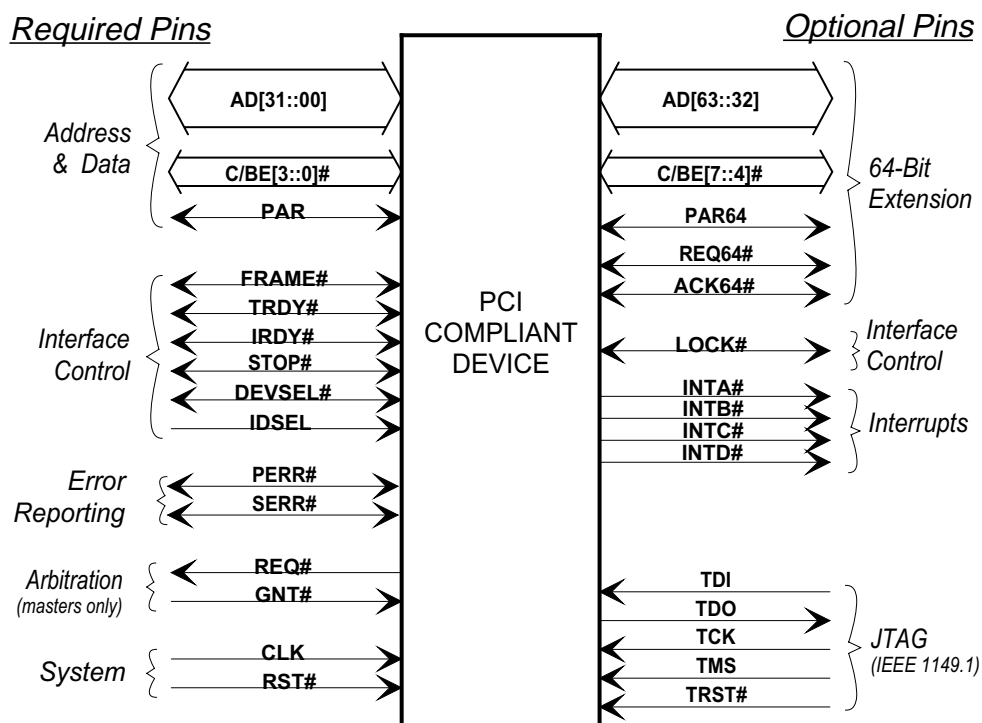 Required Pins
Optional Pins
Address
& Data
AD[31::00]
C/BE[3::0]#
PAR
Interface
Control
FRAME#
TRDY#
IRDY#
STOP#
DEVSEL#
IDSEL
Error
Reporting
PERR#
SERR#
Arbitration
(masters only)
REQ#
GNT#
System
CLK
RST#
PCI
COMPLIANT
DEVICE
AD[63::32]
C/BE[7::4]#
PAR64
REQ64#
ACK64#
64-Bit
Extension
LOCK#
Interface
Control
INTA#
INTB#
INTC#
INTD#
Interrupts
TDI
TDO
TCK
TMS
TRST#
JTAG
(IEEE 1149.1)